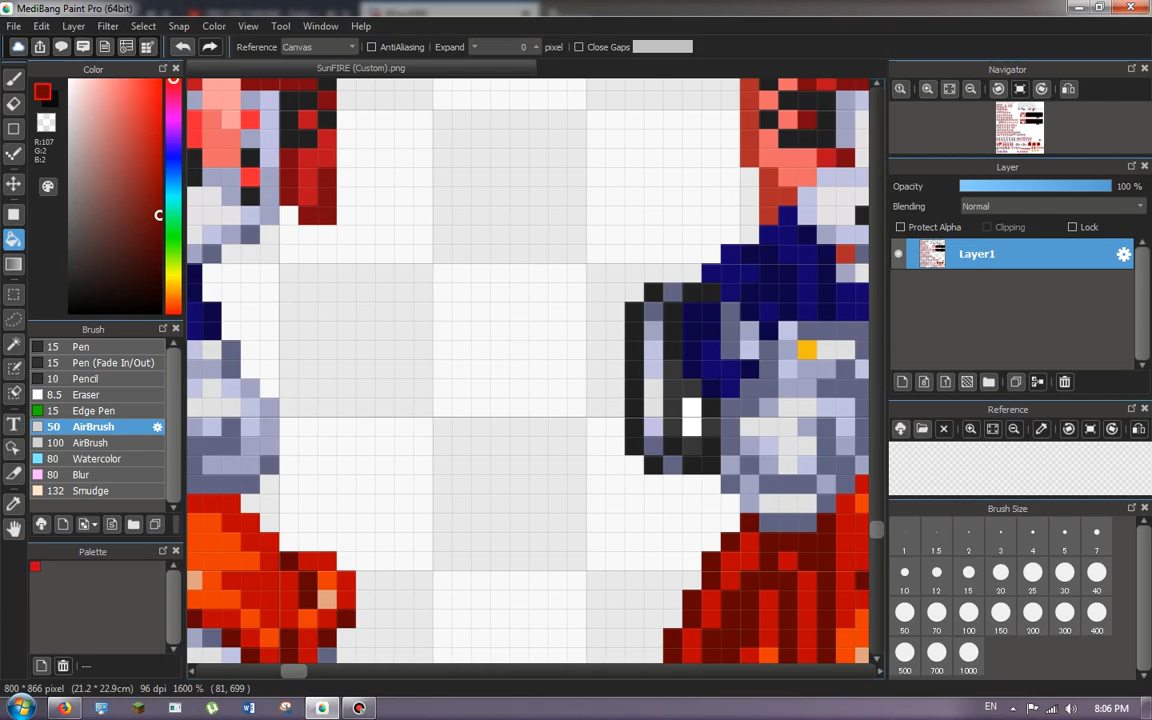 MediBang Paint Pro (64bit)
File Edit Layer Filter Select Snap Color View Tool Window Help
Reference Canvas AntiAliasing Expand 0 pixel Close Gaps
Color
SunFIRE (Custom).png
Navigator
R:107
G:2
B:2
Layer
Opacity 100 %
Blending Normal
Protect Alpha Clipping Lock
Layer1
Brush
15 Pen
15 Pen (Fade In/Out)
10 Pencil
8.5 Eraser
15 Edge Pen
50 AirBrush
100 AirBrush
80 Watercolor
80 Blur
132 Smudge
Reference
Palette
---
Brush Size
1 1.5 2 3 4 5 7
10 12 15 20 30 40
50 70 100 150 200 300 400
500 700 1000
800 * 866 pixel (21.2 * 22.9cm) 96 dpi 1600 % ( 81, 699 )
EN 8:06 PM